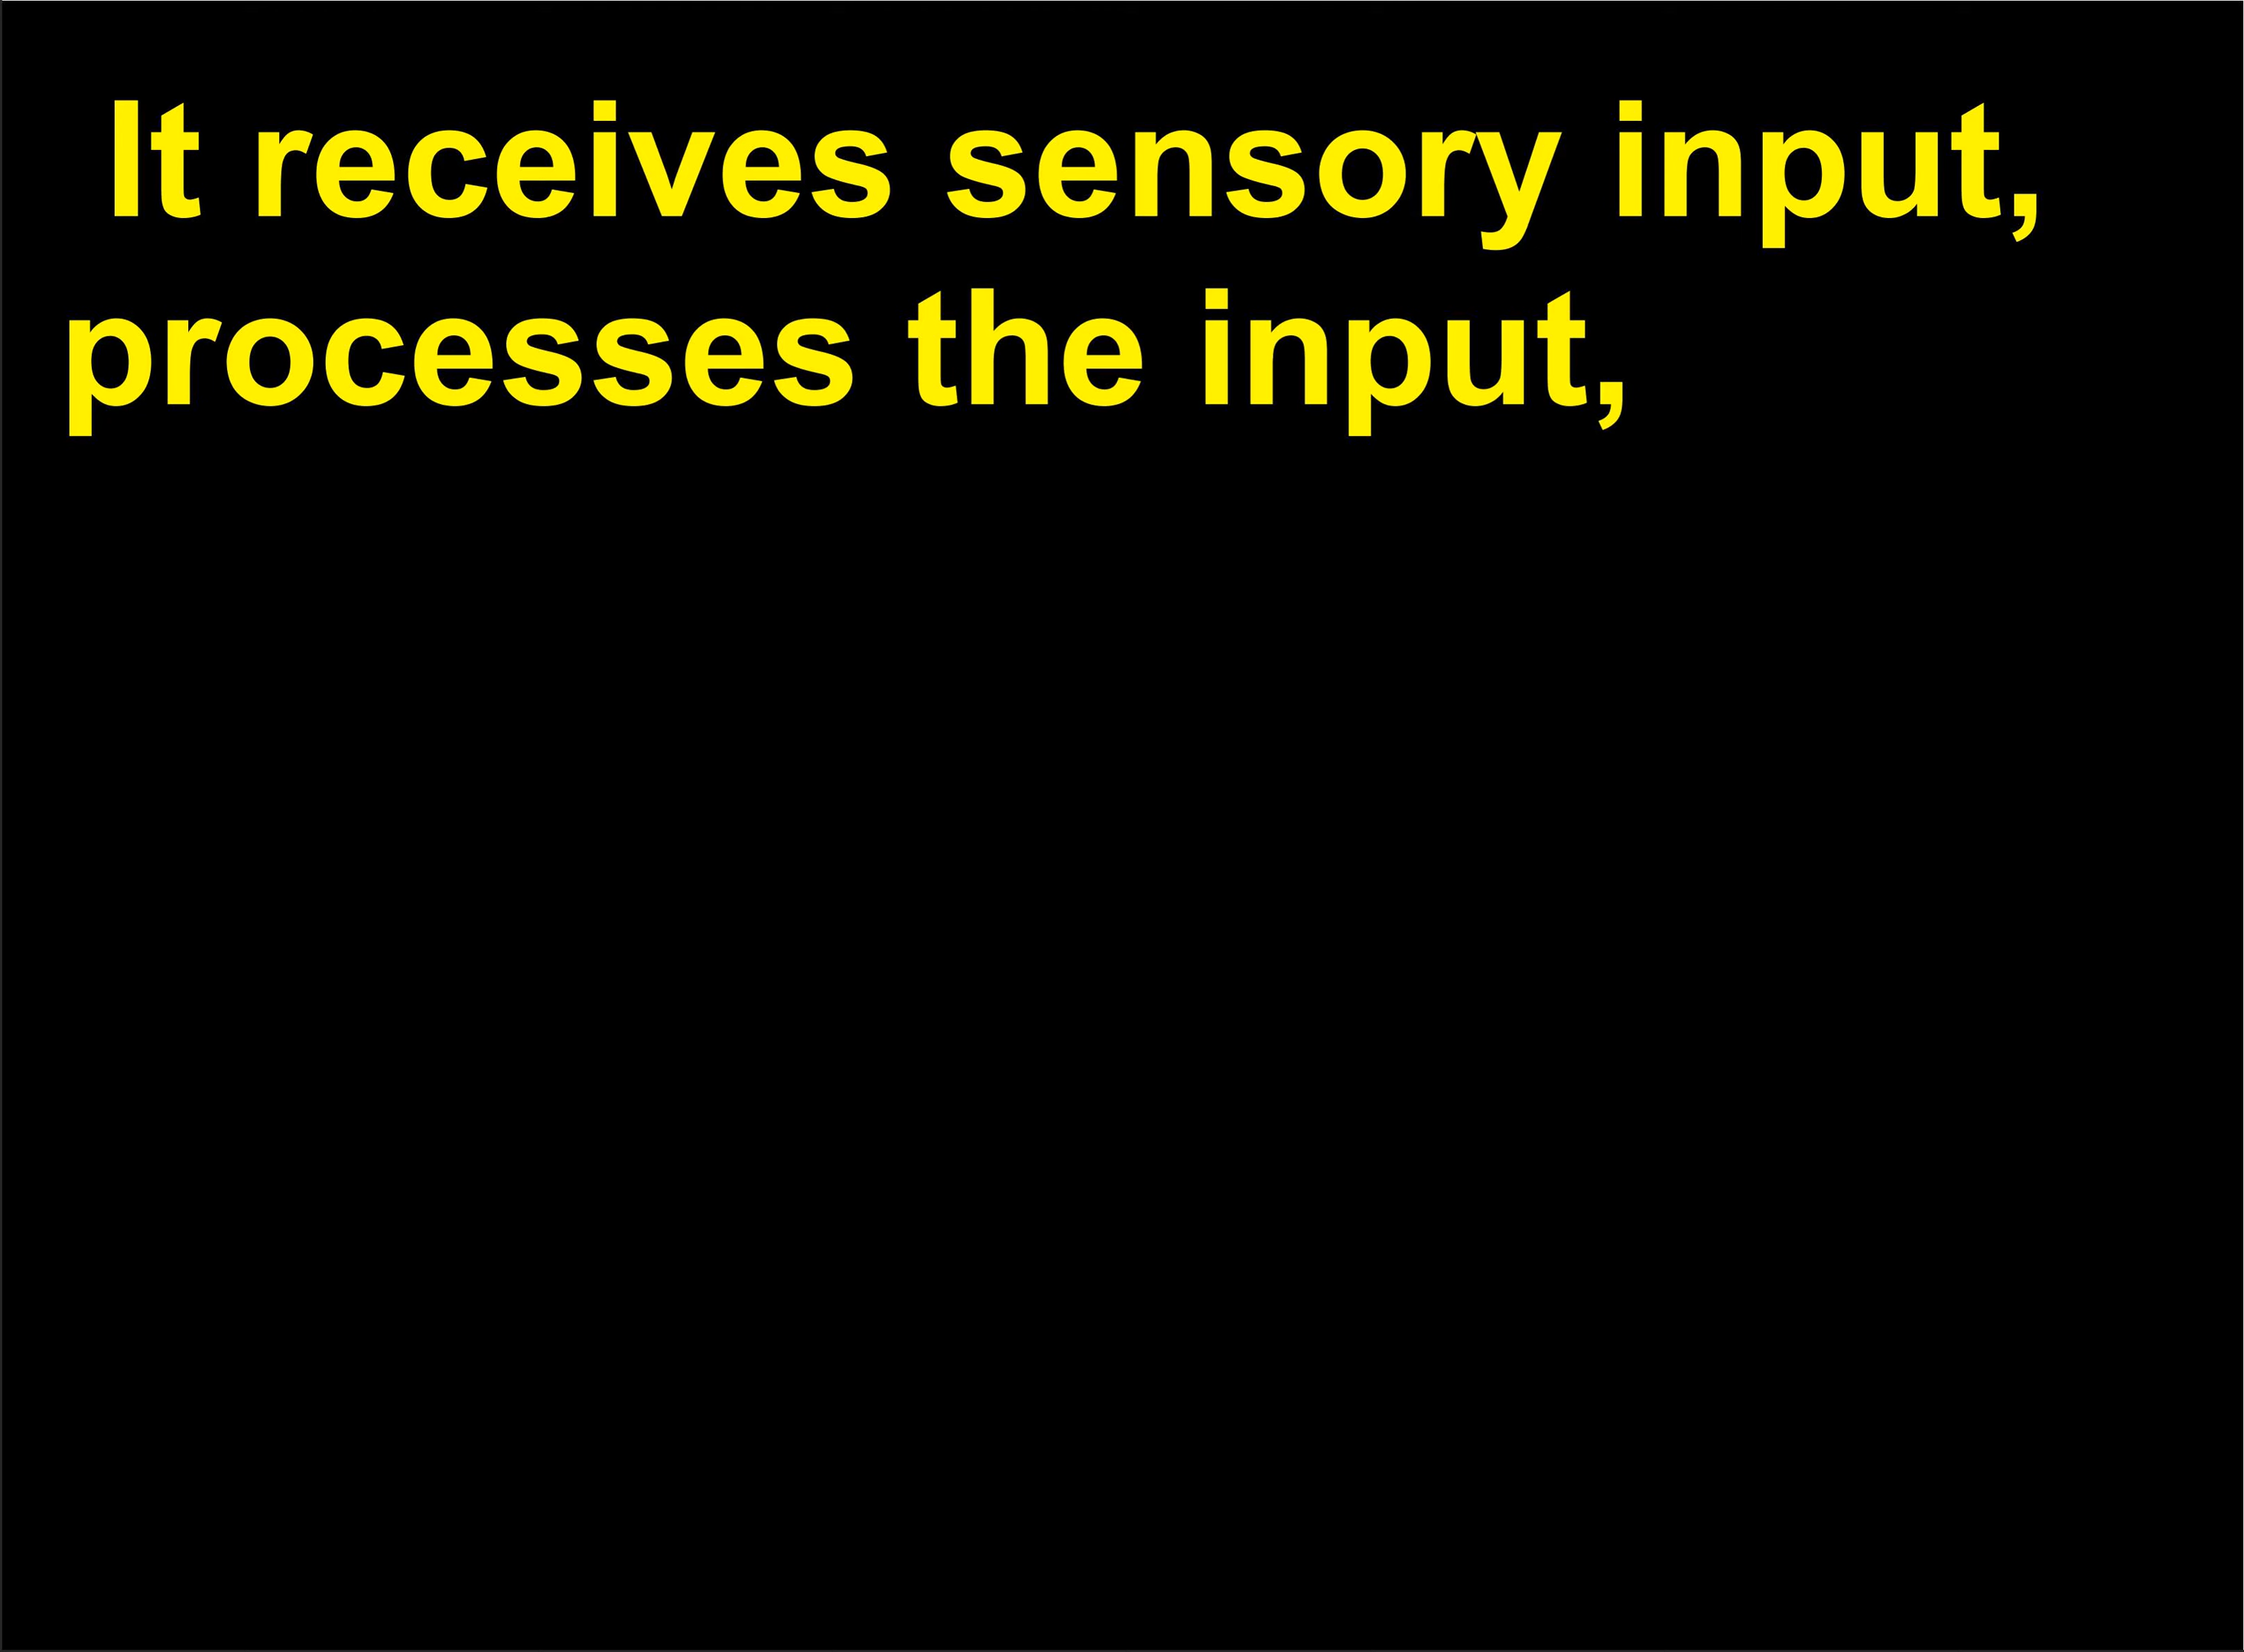 It receives sensory input,
processes the input,